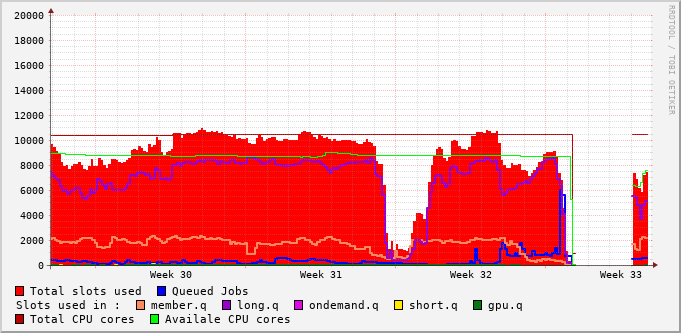 RRDTOOL / TOBI OETIKER
20000
18000
16000
14000
12000
10000
8000
6000
4000
2000
0
Week 30 Week 31 Week 32 Week 33
Total slots used Queued Jobs
Slots used in : member.q long.q ondemand.q short.q gpu.q
Total CPU cores Availale CPU cores